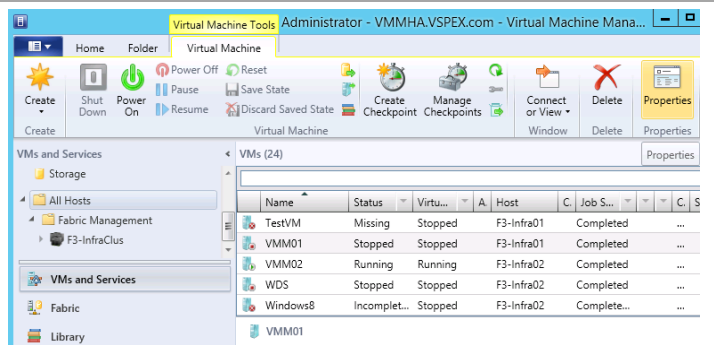 Virtual Machine Tools Administrator - VMMHA.VSPEX.com - Virtual Machine Mana...
Home Folder Virtual Machine
Create
Shut Down
Power On
Power Off
Pause
Resume
Reset
Save State
Discard Saved State
Create Checkpoint
Manage Checkpoints
Connect or View
Delete
Properties
Create Virtual Machine Window Delete Properties
VMs and Services
Storage
All Hosts
Fabric Management
F3-InfraClus
VMs and Services
Fabric
Library
VMs (24)
Properties
Name Status Virtu... A. Host C. Job S... C. S
TestVM Missing Stopped F3-Infra01 Completed ...
VMM01 Stopped Stopped F3-Infra01 Completed ...
VMM02 Running Running F3-Infra02 Completed ...
WDS Stopped Stopped F3-Infra02 Completed ...
Windows8 Incomplet... Stopped F3-Infra02 Complete... ...
VMM01